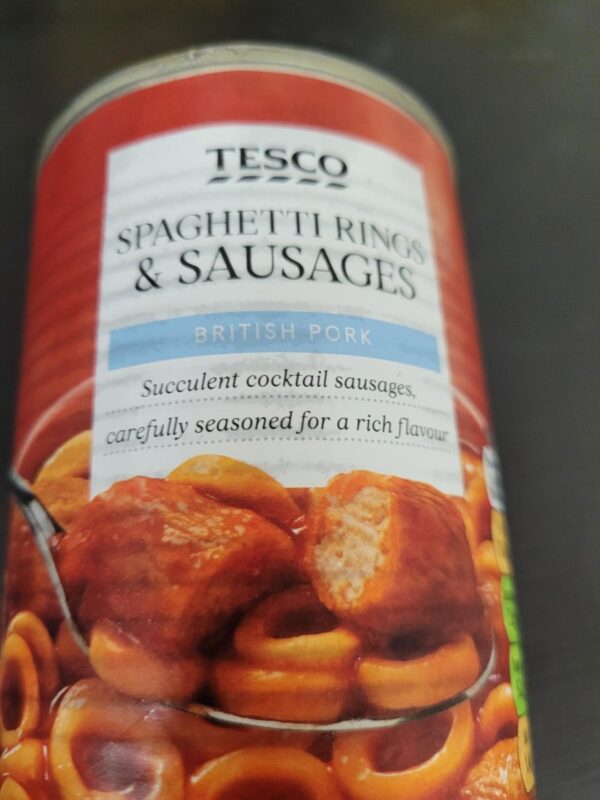 TESCO
SPAGHETTI RINGS
& SAUSAGES
BRITISH PORK
Succulent cocktail sausages,
carefully seasoned for a rich flavour